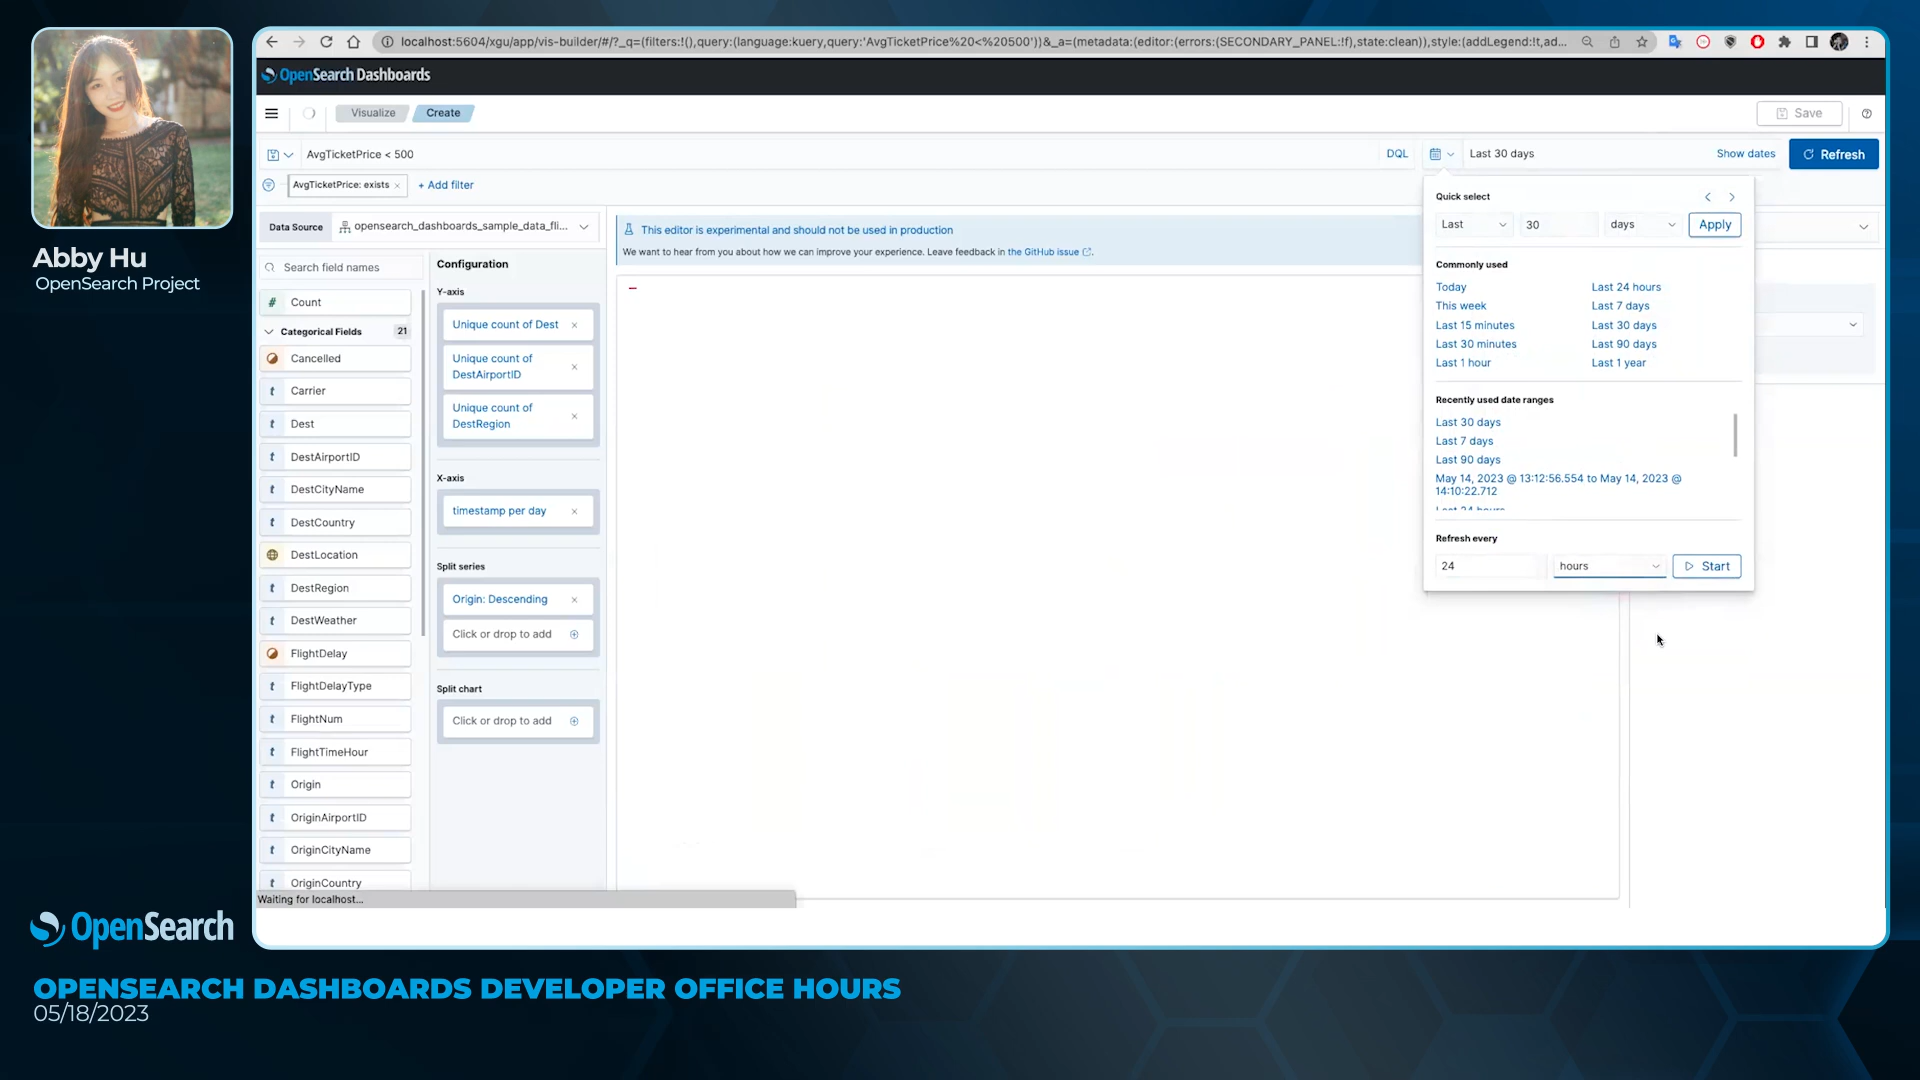 localhost:5604/xgu/app/vis-builder/#/?_q=(filters:!(),query:(language:kuery,query:'AvgTicketPrice%20<%20500'))&_a=(metadata:(editor:(errors:(SECONDARY_PANEL:!f),state:clean)),style:(addLegend:!t,ad...
OpenSearch Dashboards
Visualize
Create
Save
AvgTicketPrice < 500
DQL
Last 30 days
Show dates
Refresh
AvgTicketPrice: exists
+ Add filter
Data Source
opensearch_dashboards_sample_data_fli...
This editor is experimental and should not be used in production
We want to hear from you about how we can improve your experience. Leave feedback in the GitHub issue.
Search field names
Count
Categorical Fields
21
Cancelled
Carrier
Dest
DestAirportID
DestCityName
DestCountry
DestLocation
DestRegion
DestWeather
FlightDelay
FlightDelayType
FlightNum
FlightTimeHour
Origin
OriginAirportID
OriginCityName
OriginCountry
Waiting for localhost...
Configuration
Y-axis
Unique count of Dest
Unique count of
DestAirportID
Unique count of
DestRegion
X-axis
timestamp per day
Split series
Origin: Descending
Click or drop to add
Split chart
Click or drop to add
Quick select
Last
30
days
Apply
Commonly used
Today
Last 24 hours
This week
Last 7 days
Last 15 minutes
Last 30 days
Last 30 minutes
Last 90 days
Last 1 hour
Last 1 year
Recently used date ranges
Last 30 days
Last 7 days
Last 90 days
May 14, 2023 @ 13:12:56.554 to May 14, 2023 @
14:10:22.712
Last 24 hours
Refresh every
24
hours
Start
Abby Hu
OpenSearch Project
OpenSearch
OPENSEARCH DASHBOARDS DEVELOPER OFFICE HOURS
05/18/2023